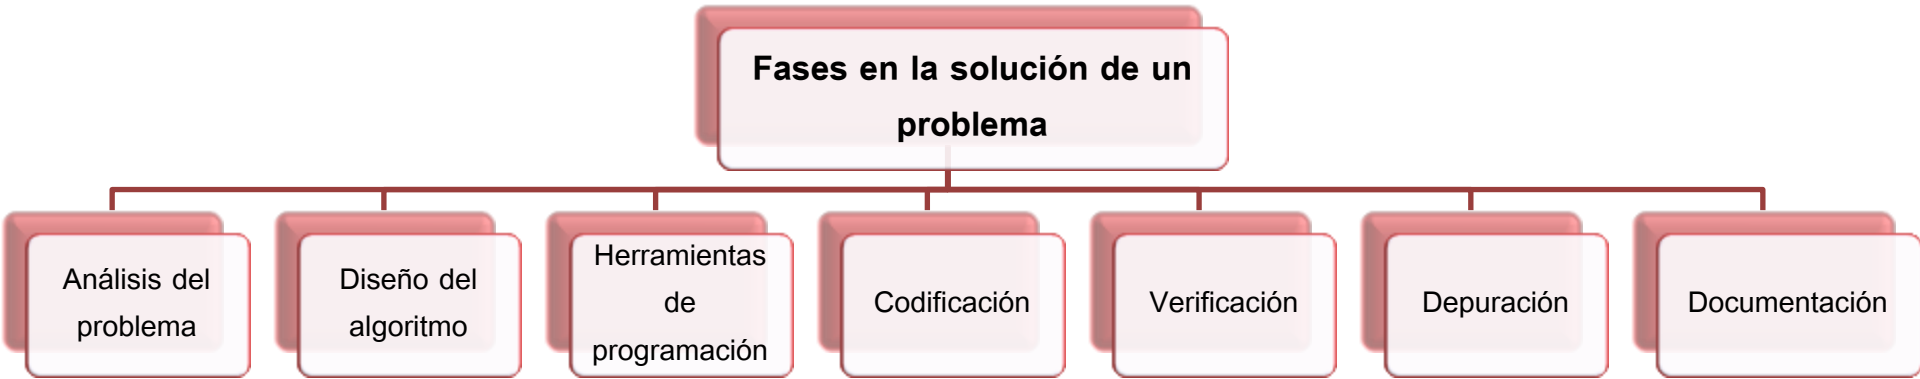 Fases en la solución de un
problema
Análisis del
problema
Diseño del
algoritmo
Herramientas
de
programación
Codificación
Verificación
Depuración
Documentación